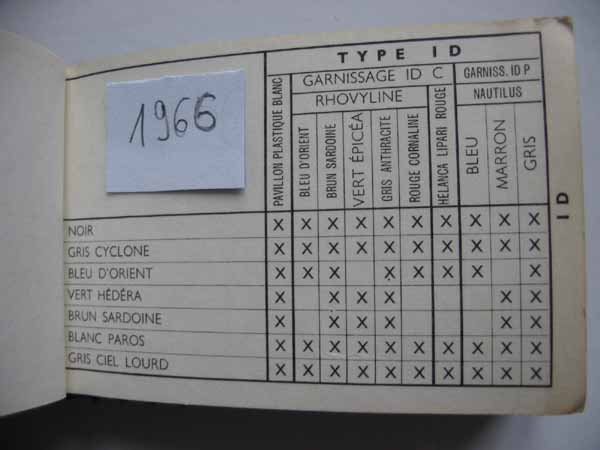 1966
TYPE ID
GARNISSAGE ID C
GARNISS. ID P
RHOVYLINE
NAUTILUS
PAVILLON PLASTIQUE BLANC
BLEU D'ORIENT
BRUN SARDOINE
VERT ÉPICÉA
GRIS ANTHRACITE
ROUGE CORNALINE
HELANCA LIPARI ROUGE
BLEU
MARRON
GRIS
NOIR X X X X X X X X X X
GRIS CYCLONE X X X X X X X X X X
BLEU D'ORIENT X X X X X X X X
VERT HÉDÉRA X X X X X X
BRUN SARDOINE X X X X X X
BLANC PAROS X X X X X X X X X X
GRIS CIEL LOURD X X X X X X X X X X
ID